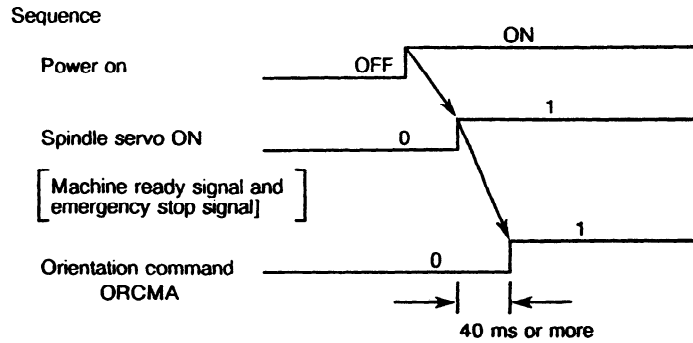 Sequence
ON
Power on
OFF
1
Spindle servo ON
0
[Machine ready signal and
emergency stop signal]]
1
0
Orientation command
ORCMA
40 ms or more